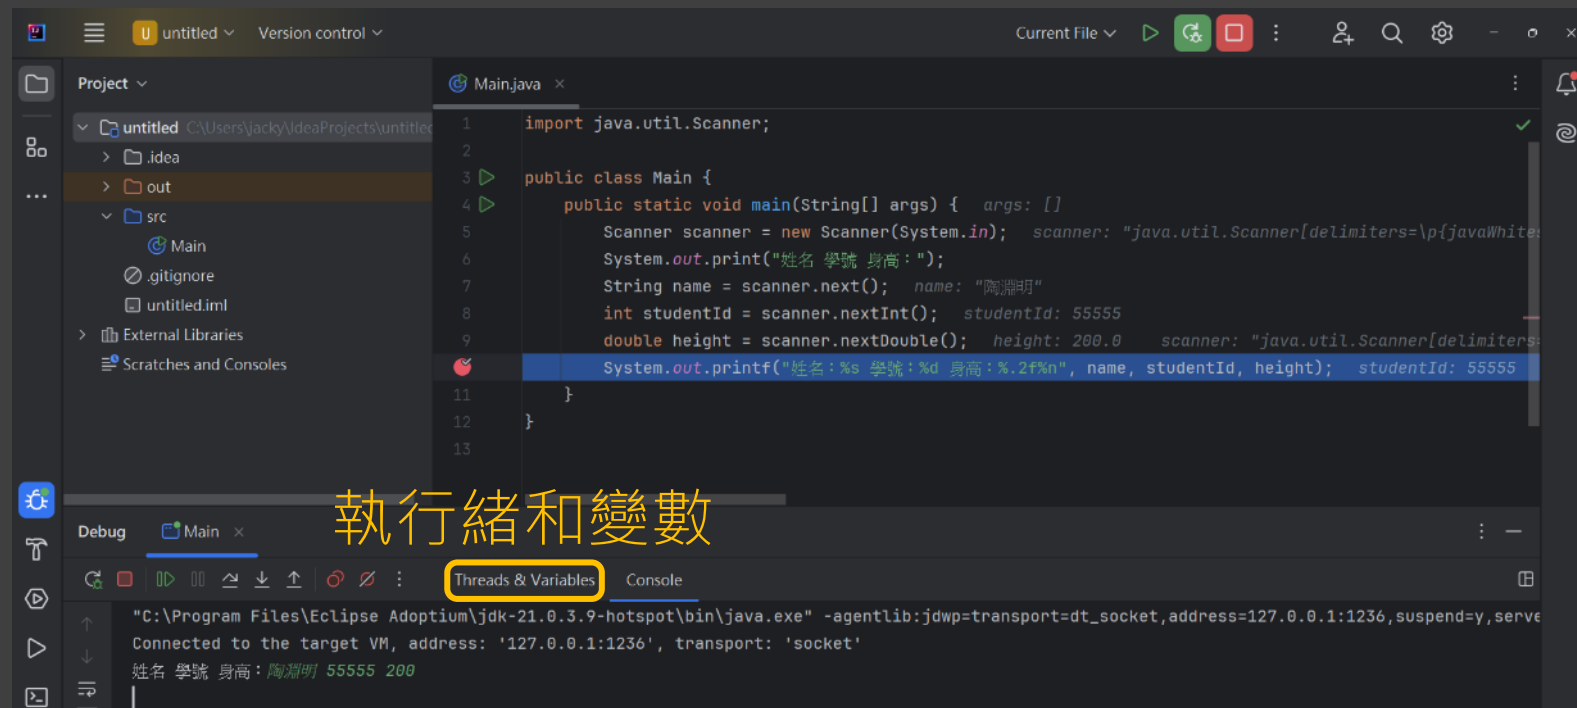 U untitled Version control Current File
Project
Main.java
untitled C:\Users\jacky\IdeaProjects\untitled
.idea
out
src
Main
.gitignore
untitled.iml
External Libraries
Scratches and Consoles
1 import java.util.Scanner;
2
3 public class Main {
4 public static void main(String[] args) { args: []
5 Scanner scanner = new Scanner(System.in); scanner: "java.util.Scanner[delimiters=\p{javaWhites
6 System.out.print("姓名 學號 身高：");
7 String name = scanner.next(); name: "陶淵明"
8 int studentId = scanner.nextInt(); studentId: 55555
9 double height = scanner.nextDouble(); height: 200.0 scanner: "java.util.Scanner[delimiters=
System.out.printf("姓名：%s 學號：%d 身高：%.2f%n", name, studentId, height); studentId: 55555
11 }
12 }
13
執行緒和變數
Debug Main
Threads & Variables Console
"C:\Program Files\Eclipse Adoptium\jdk-21.0.3.9-hotspot\bin\java.exe" -agentlib:jdwp=transport=dt_socket,address=127.0.0.1:1236,suspend=y,serve
Connected to the target VM, address: '127.0.0.1:1236', transport: 'socket'
姓名 學號 身高：陶淵明 55555 200